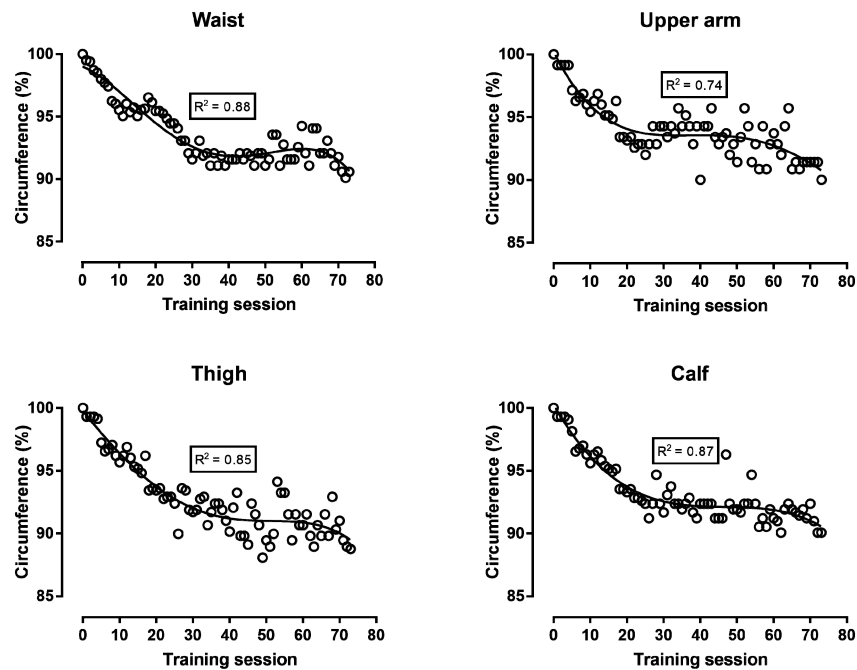 Waist
Circumference (%)
100
95
90
85
R² = 0.88
0 10 20 30 40 50 60 70 80
Training session
Upper arm
Circumference (%)
100
95
90
85
R² = 0.74
0 10 20 30 40 50 60 70 80
Training session
Thigh
Circumference (%)
100
95
90
85
R² = 0.85
0 10 20 30 40 50 60 70 80
Training session
Calf
Circumference (%)
100
95
90
85
R² = 0.87
0 10 20 30 40 50 60 70 80
Training session